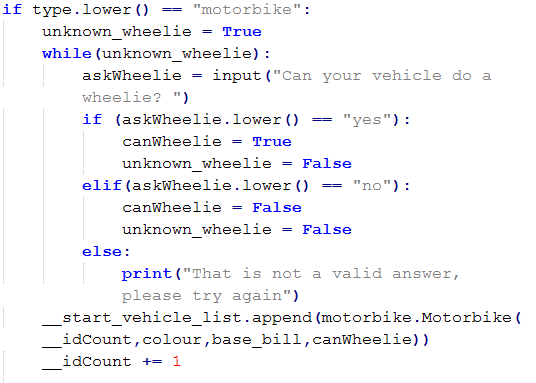 if type.lower() == "motorbike":
    unknown_wheelie = True
    while(unknown_wheelie):
        askWheelie = input("Can your vehicle do a
        wheelie? ")
        if (askWheelie.lower() == "yes"):
            canWheelie = True
            unknown_wheelie = False
        elif(askWheelie.lower() == "no"):
            canWheelie = False
            unknown_wheelie = False
        else:
            print("That is not a valid answer,
            please try again")
    __start_vehicle_list.append(motorbike.Motorbike(
    __idCount,colour,base_bill,canWheelie))
    __idCount += 1